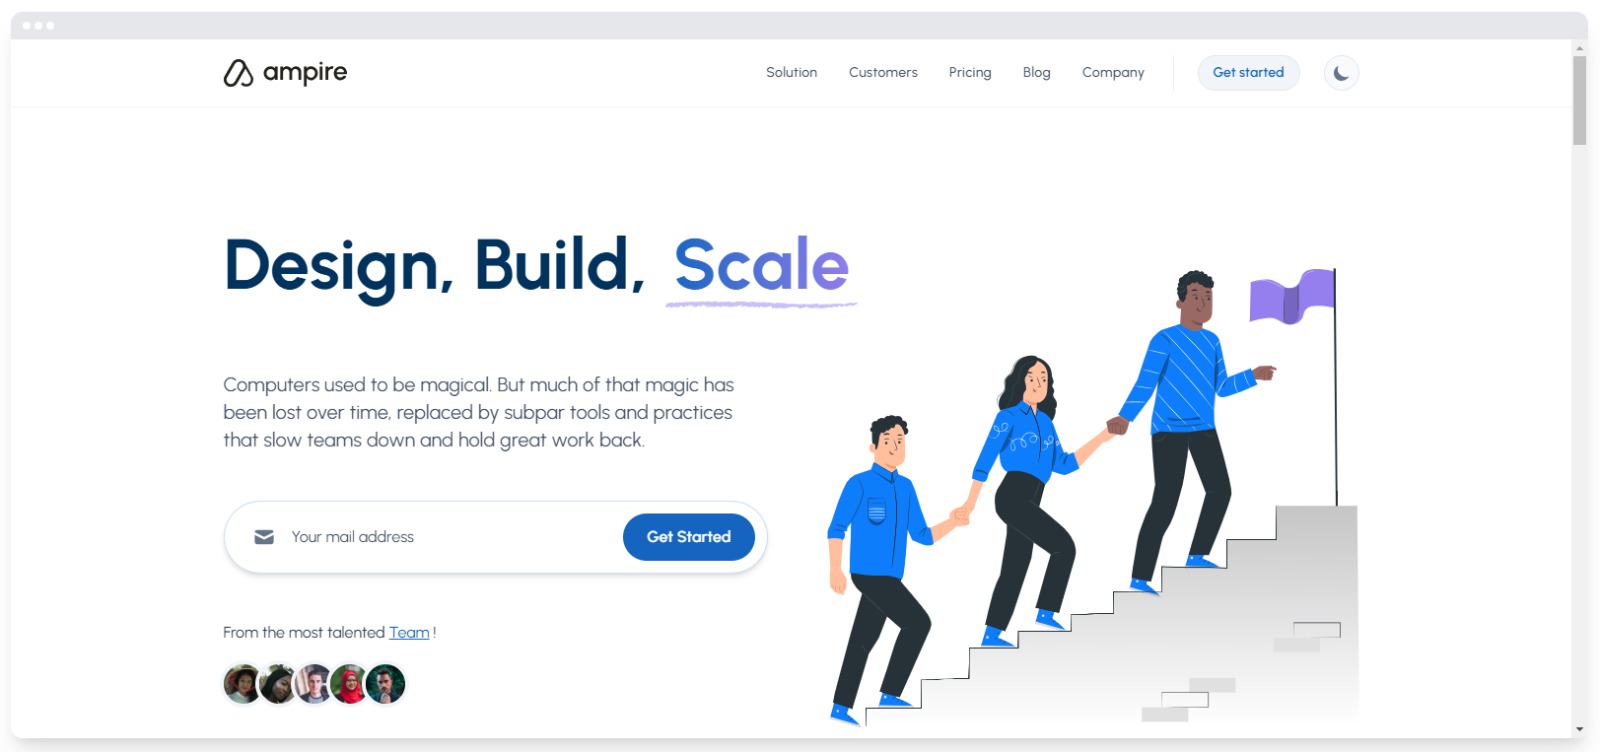 ampire
Solution
Customers
Pricing
Blog
Company
Get started
Design, Build, Scale
Computers used to be magical. But much of that magic has
been lost over time, replaced by subpar tools and practices
that slow teams down and hold great work back.
Your mail address
Get Started
From the most talented Team !